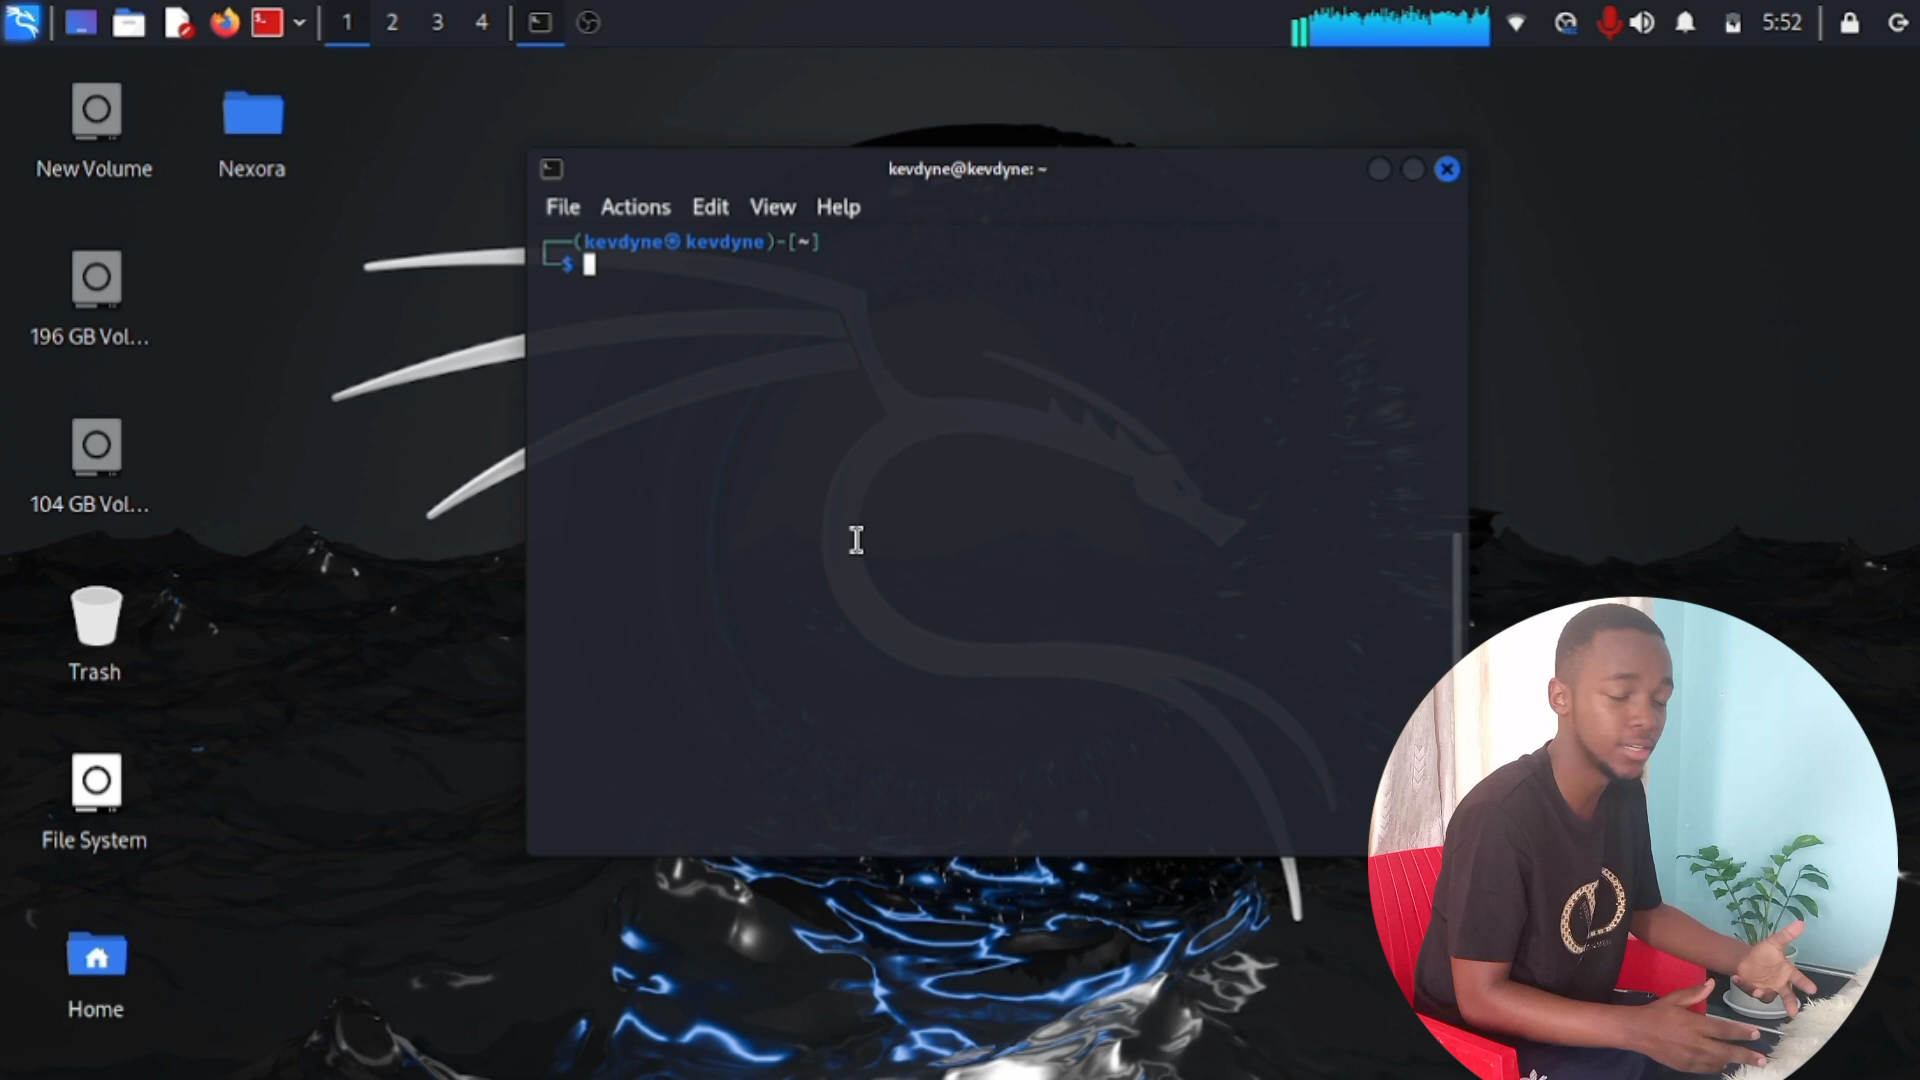 1 2 3 4
5:52
New Volume
Nexora
196 GB Vol...
104 GB Vol...
Trash
File System
Home
kevdyne@kevdyne: ~
File Actions Edit View Help
┌──(kevdyne㉿kevdyne)-[~]
└─$